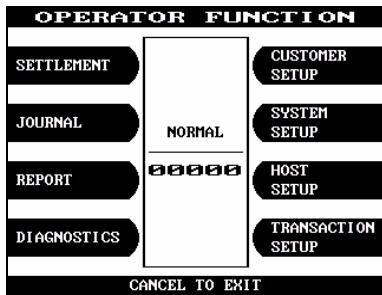 OPERATOR FUNCTION
SETTLEMENT
CUSTOMER
SETUP
JOURNAL
SYSTEM
SETUP
NORMAL
00000
REPORT
HOST
SETUP
DIAGNOSTICS
TRANSACTION
SETUP
CANCEL TO EXIT